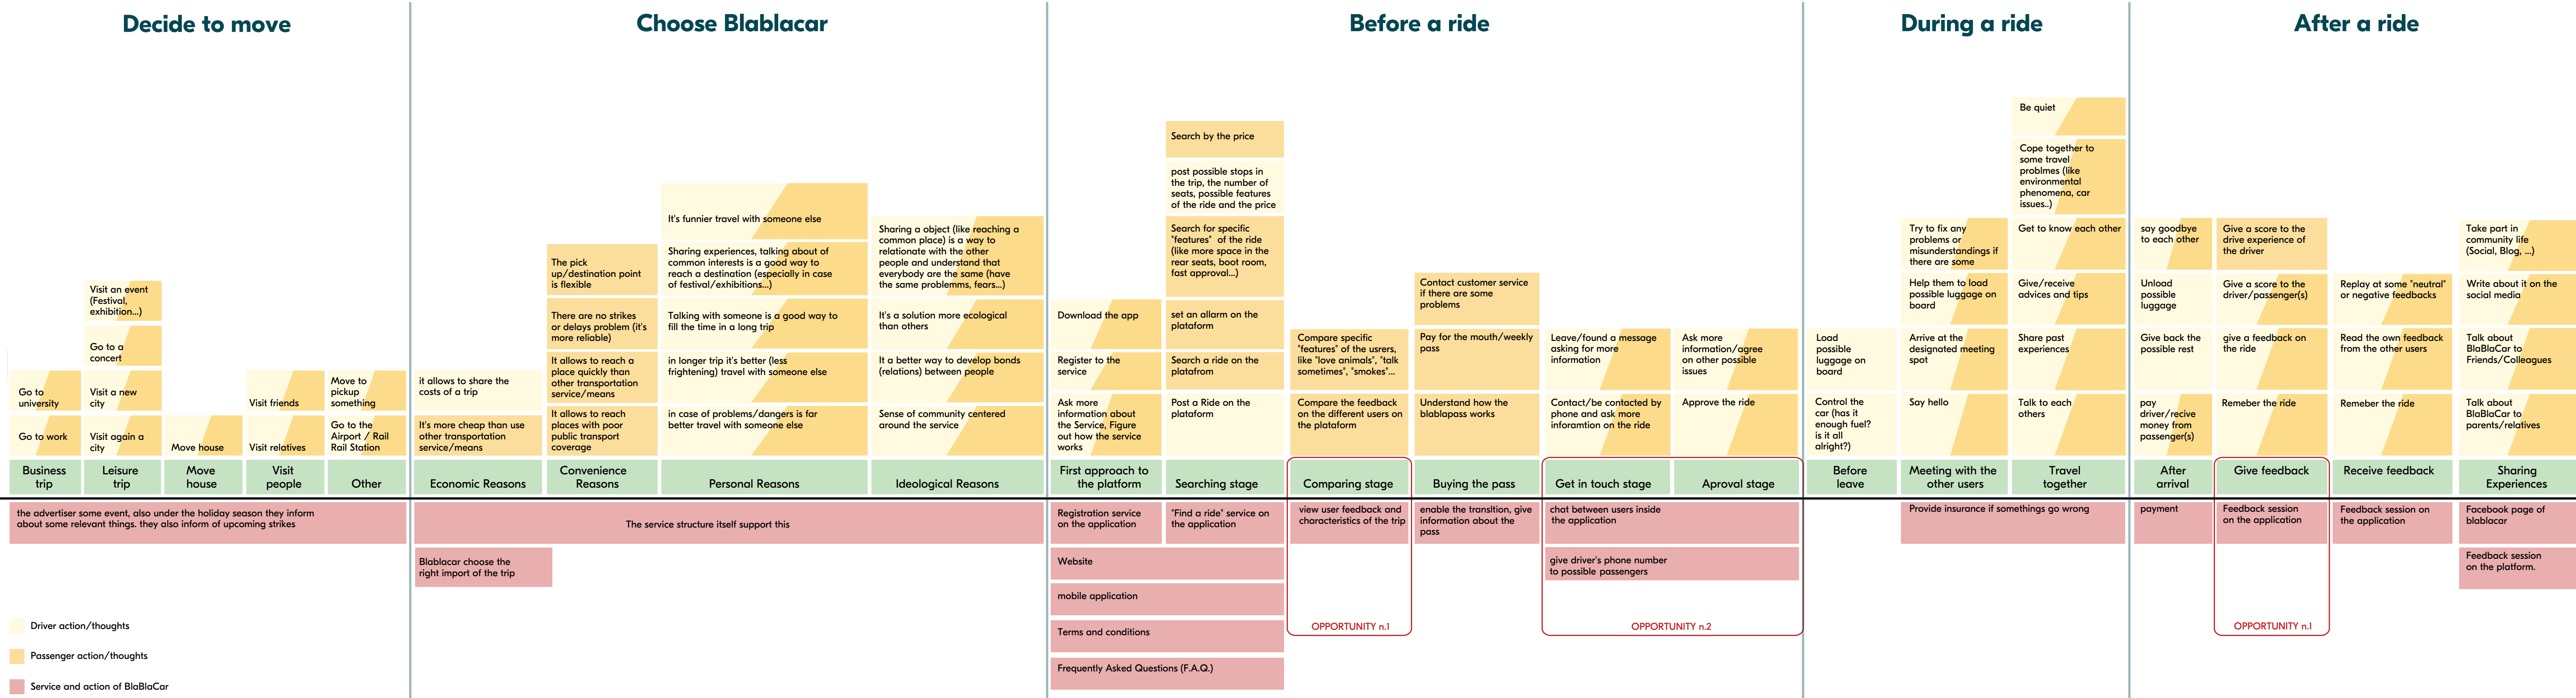 Decide to move
Choose Blablacar
Before a ride
During a ride
After a ride
Go to
university
Go to work
Business
trip
Visit an event
(Festival,
exhibition...)
Go to a
concert
Visit a new
city
Visit again a
city
Leisure
trip
Move house
Move
house
Visit friends
Visit relatives
Visit
people
Move to
pickup
something
Go to the
Airport / Rail
Rail Station
Other
the advertiser some event, also under the holiday season they inform
about some relevant things. they also inform of upcoming strikes
it allows to share the
costs of a trip
It's more cheap than use
other transportation
service/means
Economic Reasons
The pick
up/destination point
is flexible
There are no strikes
or delays problem (it's
more reliable)
It allows to reach a
place quickly than
other transportation
service/means
It allows to reach
places with poor
public transport
coverage
Convenience
Reasons
It's funnier travel with someone else
Sharing experiences, talking about of
common interests is a good way to
reach a destination (especially in case
of festival/exhibitions...)
Talking with someone is a good way to
fill the time in a long trip
in longer trip it's better (less
frightening) travel with someone else
in case of problems/dangers is far
better travel with someone else
Personal Reasons
Sharing a object (like reaching a
common place) is a way to
relationate with the other
people and understand that
everybody are the same (have
the same problemms, fears...)
It's a solution more ecological
than others
It a better way to develop bonds
(relations) between people
Sense of community centered
around the service
Ideological Reasons
The service structure itself support this
Blablacar choose the
right import of the trip
Download the app
Register to the
service
Ask more
information about
the Service, Figure
out how the service
works
First approach to
the platform
Search by the price
post possible stops in
the trip, the number of
seats, possible features
of the ride and the price
Search for specific
"features" of the ride
(like more space in the
rear seats, boot room,
fast approval...)
set an allarm on the
plataform
Search a ride on the
platafrom
Post a Ride on the
plataform
Searching stage
Compare specific
"features" of the usrers,
like "love animals", "talk
sometimes", "smokes"...
Compare the feedback
on the different users on
the plataform
Comparing stage
Contact customer service
if there are some
problems
Pay for the mouth/weekly
pass
Understand how the
blablapass works
Buying the pass
Leave/found a message
asking for more
information
Contact/be contacted by
phone and ask more
inforamtion on the ride
Get in touch stage
Ask more
information/agree
on other possible
issues
Approve the ride
Aproval stage
Registration service
on the application
"Find a ride" service on
the application
Website
mobile application
Terms and conditions
Frequently Asked Questions (F.A.Q.)
view user feedback and
characteristics of the trip
OPPORTUNITY n.1
enable the transltion, give
information about the
pass
chat between users inside
the application
give driver's phone number
to possible passengers
OPPORTUNITY n.2
Load
possible
luggage on
board
Control the
car (has it
enough fuel?
is it all
alright?)
Before
leave
Try to fix any
problems or
misunderstandings if
there are some
Help them to load
possible luggage on
board
Arrive at the
designated meeting
spot
Say hello
Meeting with the
other users
Be quiet
Cope together to
some travel
problmes (like
environmental
phenomena, car
issues..)
Get to know each other
Give/receive
advices and tips
Share past
experiences
Talk to each
others
Travel
together
Provide insurance if somethings go wrong
say goodbye
to each other
Unload
possible
luggage
Give back the
possible rest
pay
driver/recive
money from
passenger(s)
After
arrival
Give a score to the
drive experience of
the driver
Give a score to the
driver/passenger(s)
give a feedback on
the ride
Remeber the ride
Give feedback
Replay at some "neutral"
or negative feedbacks
Read the own feedback
from the other users
Remeber the ride
Receive feedback
Take part in
community life
(Social, Blog, ...)
Write about it on the
social media
Talk about
BlaBlaCar to
Friends/Colleagues
Talk about
BlaBlaCar to
parents/relatives
Sharing
Experiences
payment
Feedback session
on the application
OPPORTUNITY n.1
Feedback session on
the application
Facebook page of
blablacar
Feedback session
on the platform.
Driver action/thoughts
Passenger action/thoughts
Service and action of BlaBlaCar